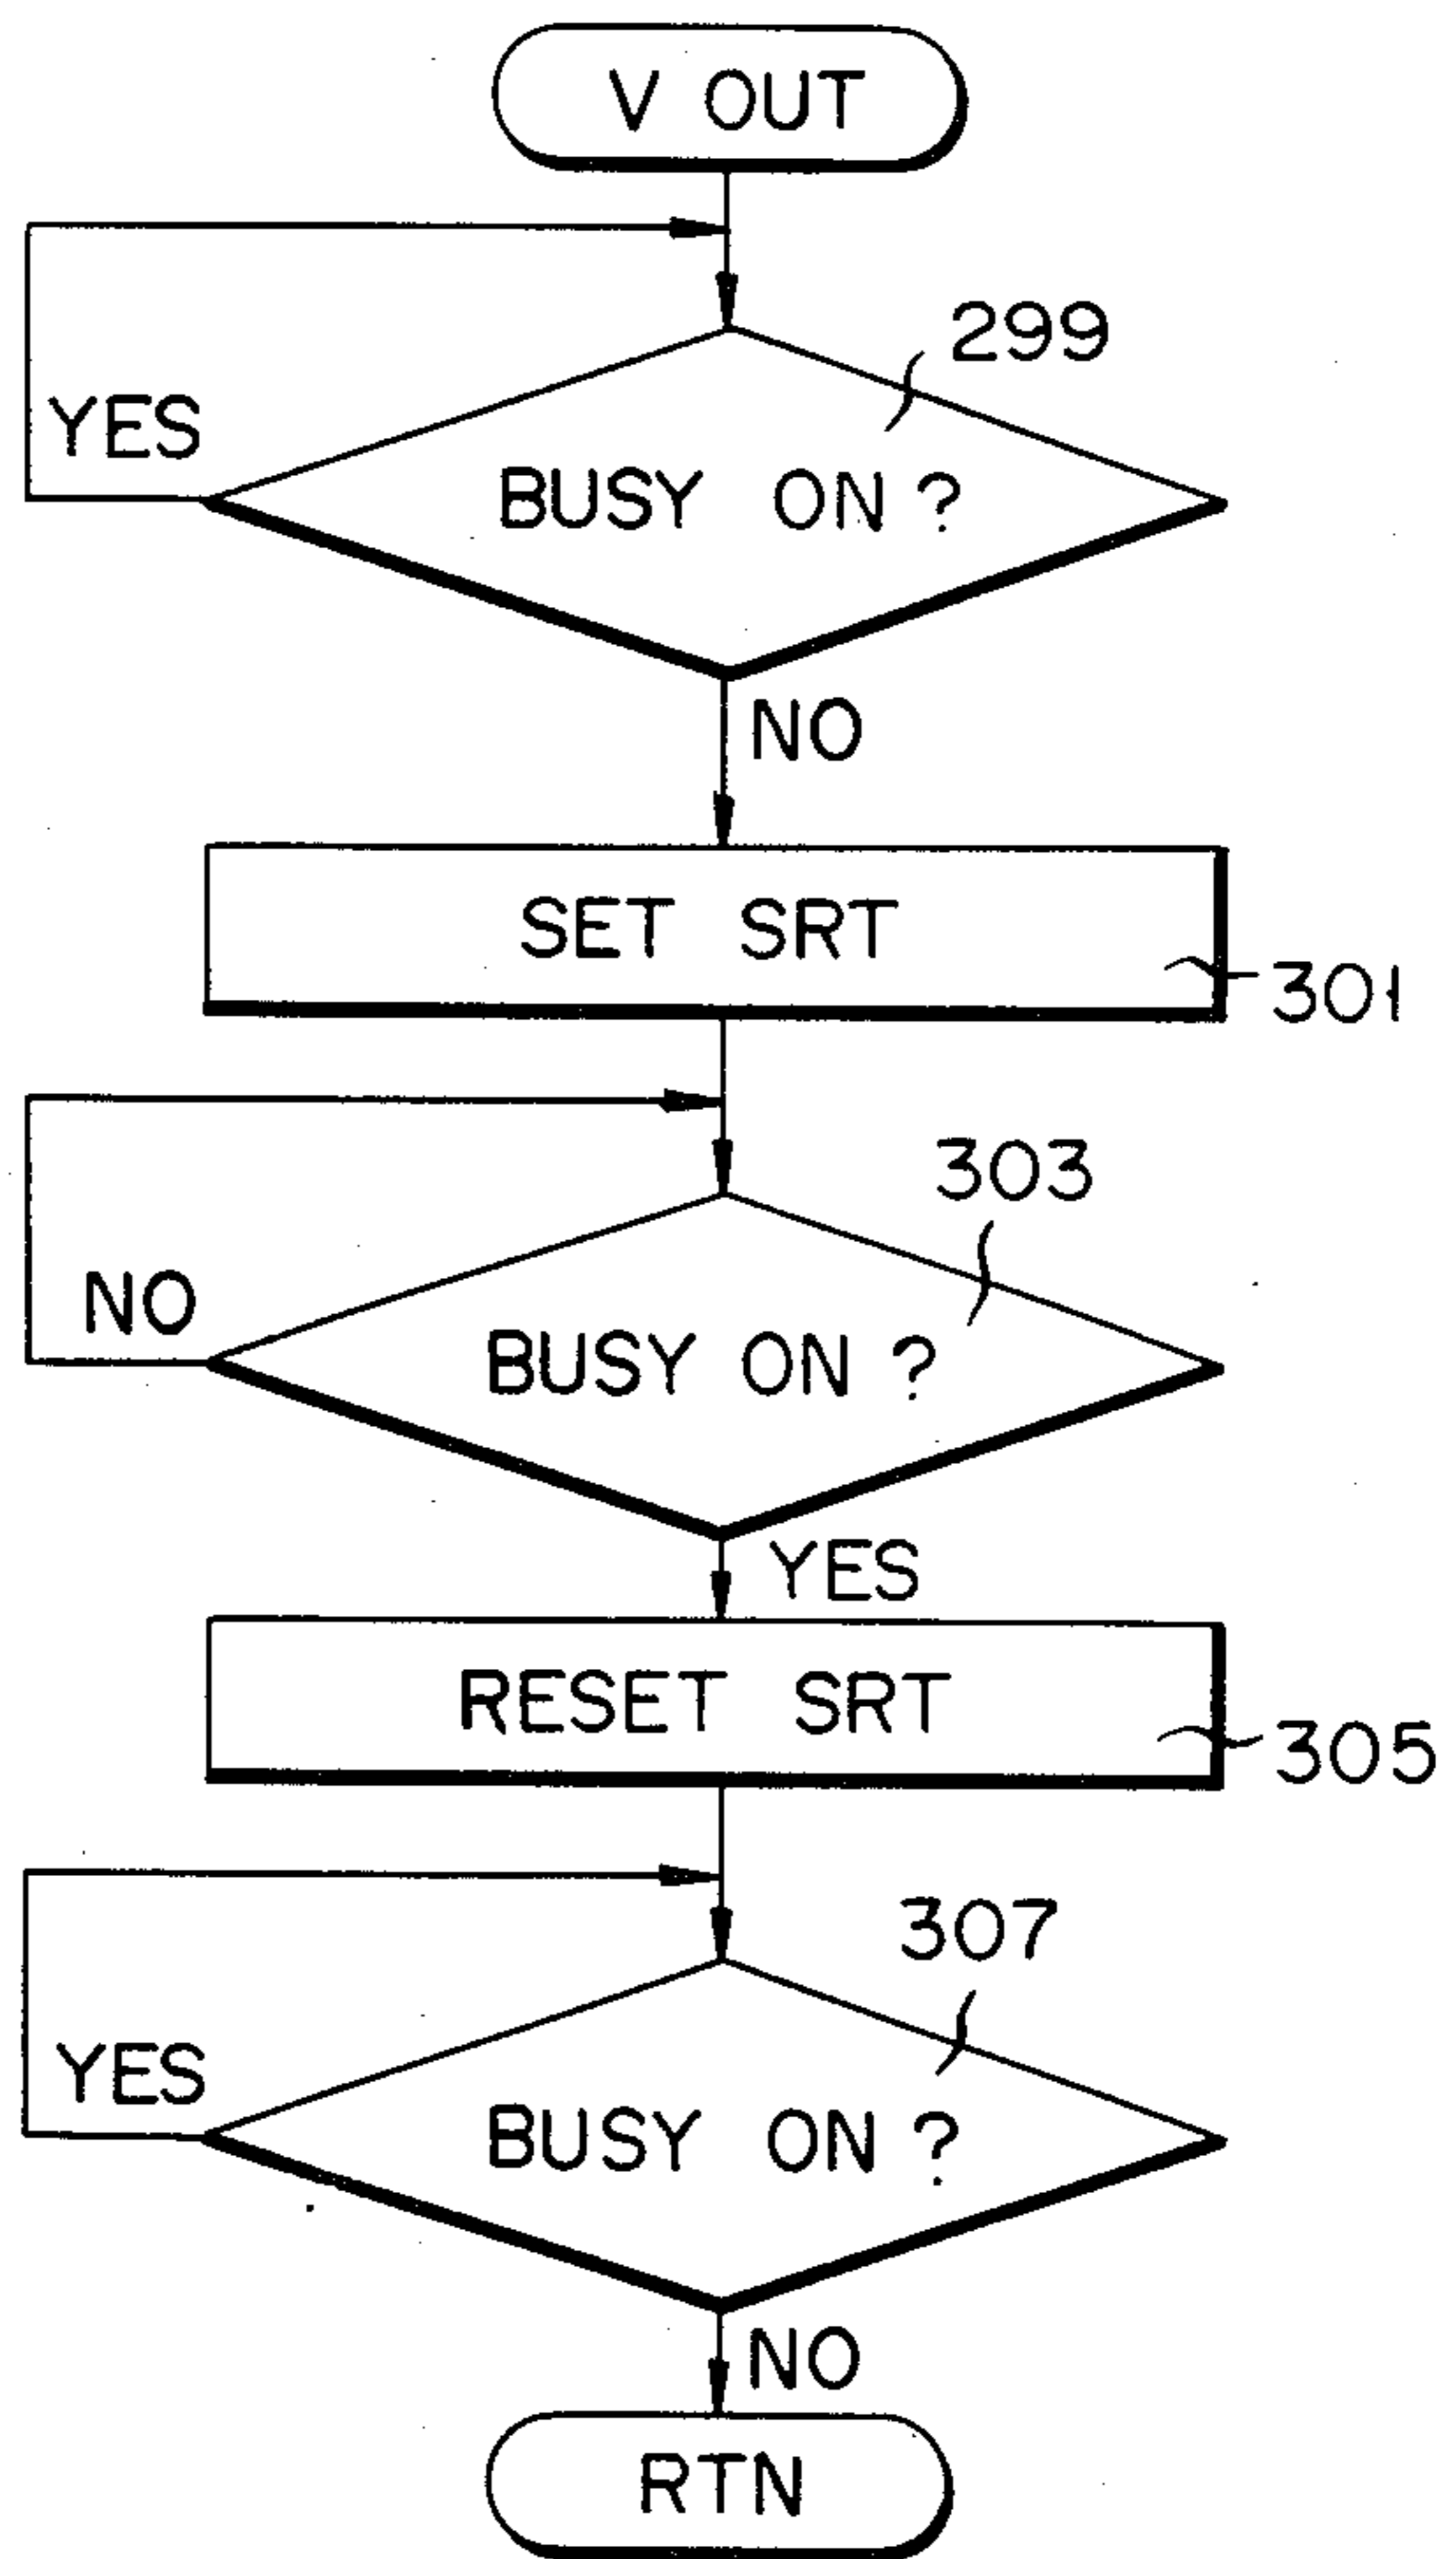 V OUT
299
YES
BUSY ON ?
NO
SET SRT
301
303
NO
BUSY ON ?
YES
RESET SRT
305
307
YES
BUSY ON ?
NO
RTN